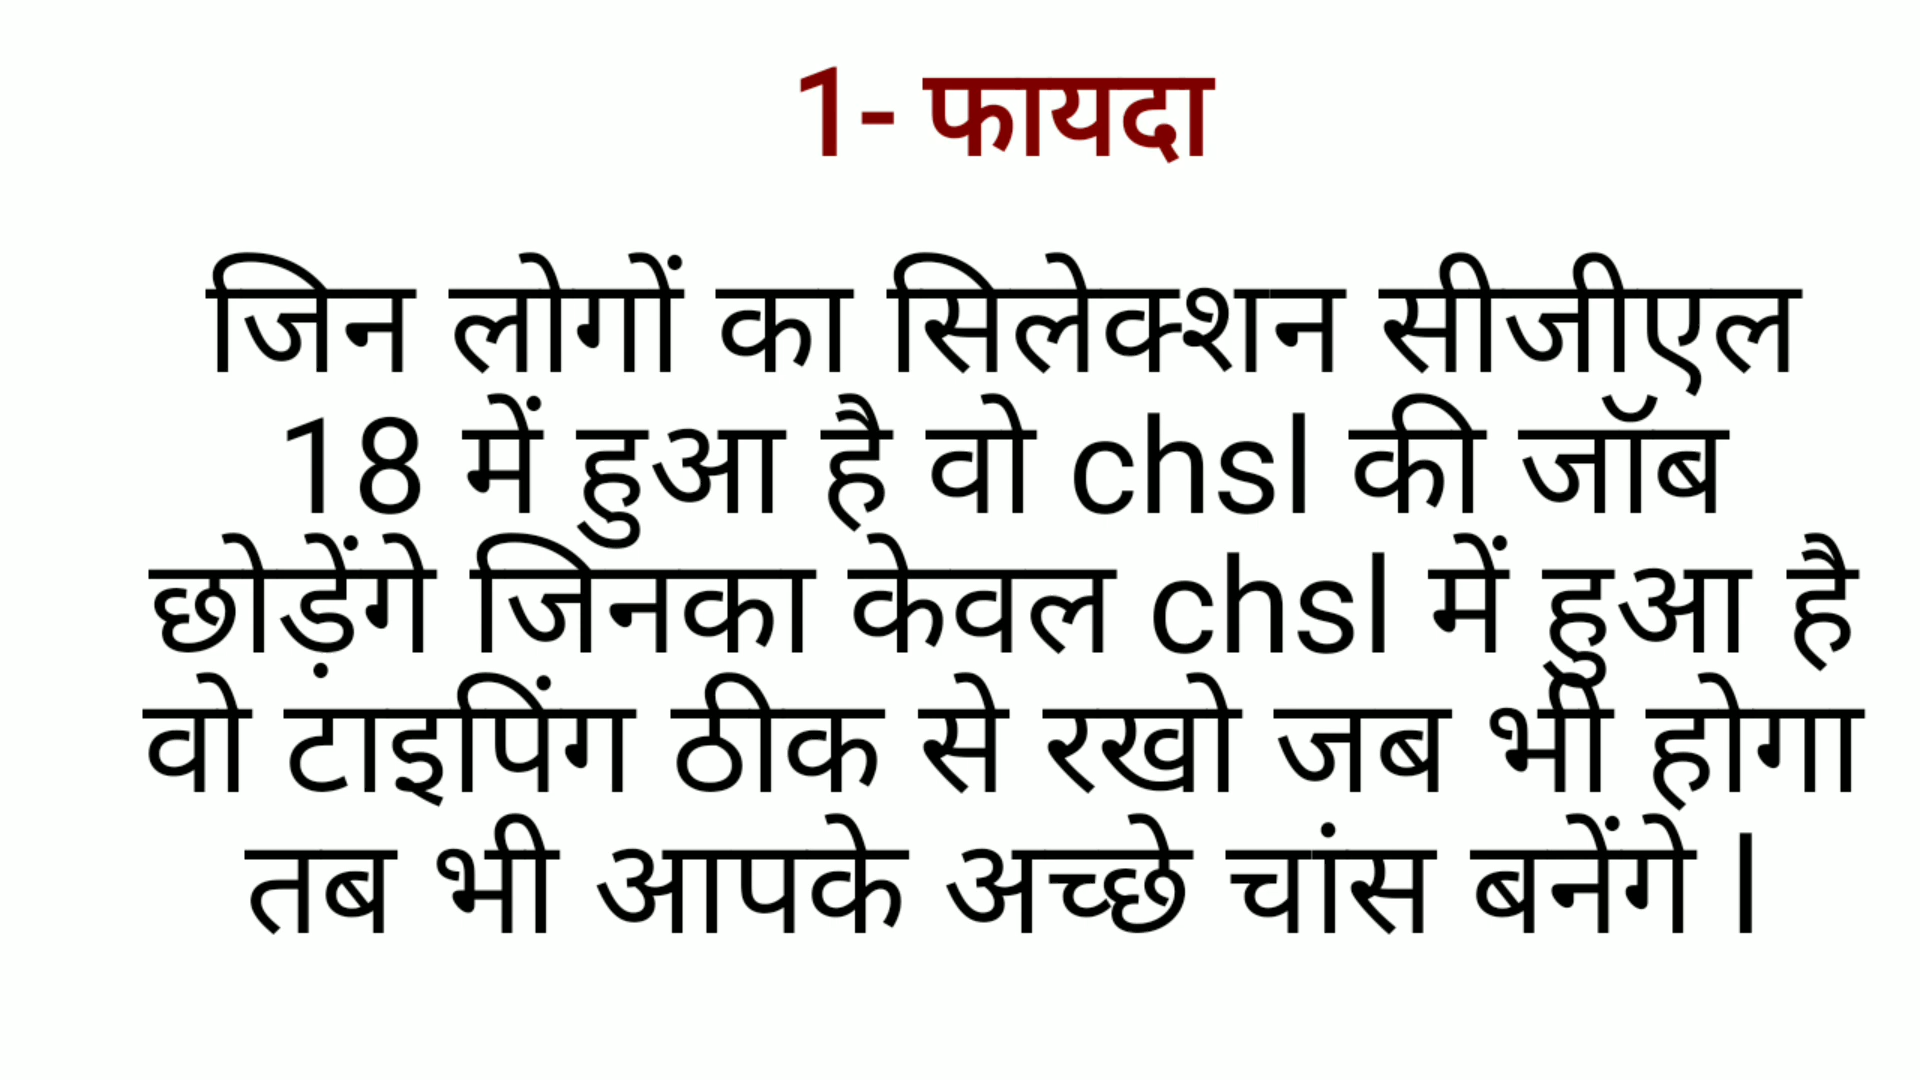 1- फायदा
जिन लोगों का सिलेक्शन सीजीएल
18 में हुआ है वो chsl की जॉब
छोड़ेंगे जिनका केवल chsl में हुआ है
वो टाइपिंग ठीक से रखो जब भी होगा
तब भी आपके अच्छे चांस बनेंगे l